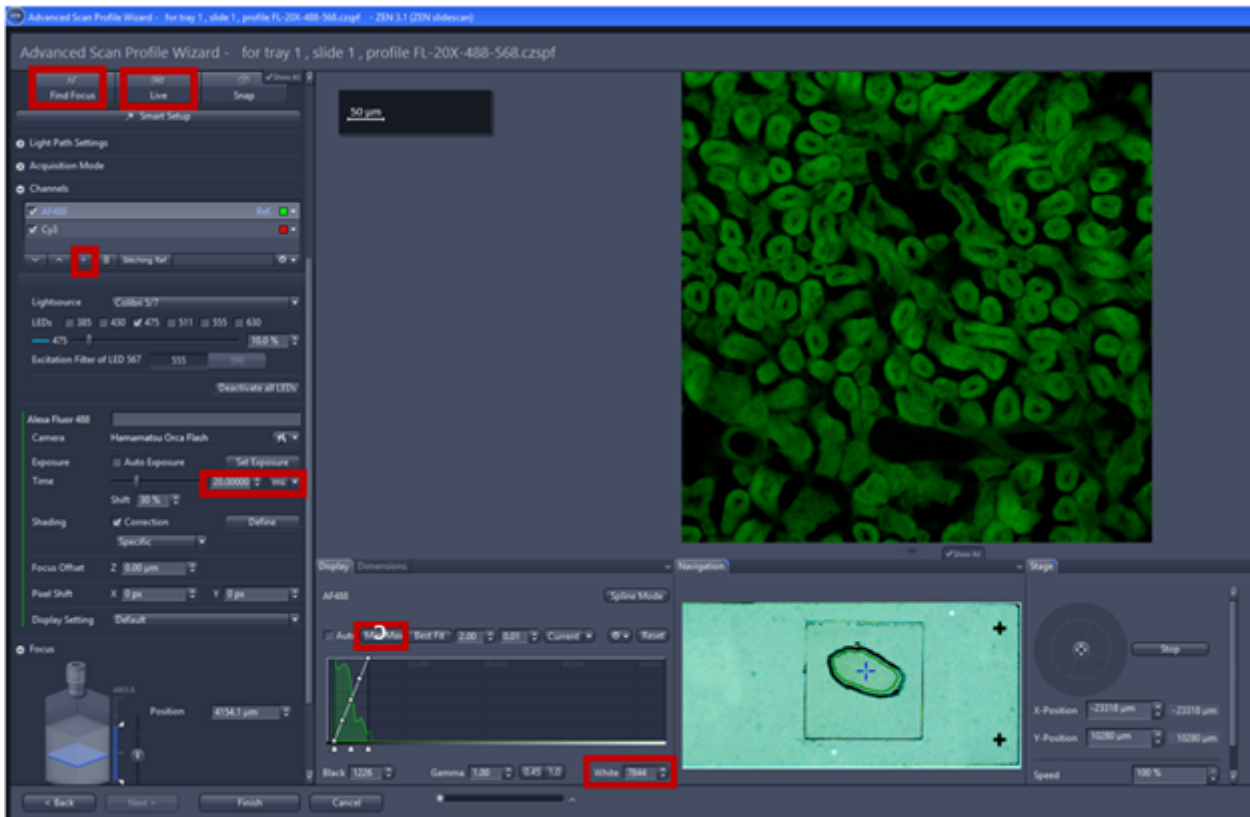 Advanced Scan Profile Wizard - for tray 1 , slide 1 , profile FL-20X-488-568.czspf - ZEN 3.1 (ZEN slidescan)
Advanced Scan Profile Wizard - for tray 1 , slide 1 , profile FL-20X-488-568.czspf
AF Show All
Find Focus Live Snap
Smart Setup
50 µm
Light Path Settings
Acquisition Mode
Channels
AF488 Ref.
Cy3
Stitching Ref.
Lightsource Colibri 5/7
LEDs 385 430 475 511 555 630
475 10.0 %
Excitation Filter of LED 567 555 590
Deactivate all LEDs
Alexa Fluor 488
Camera Hamamatsu Orca Flash
Exposure Auto Exposure Set Exposure
Time 20.00000 ms
Shift 30 %
Shading Correction Define
Specific
Focus Offset Z 0.00 µm
Pixel Shift X 0 px Y 0 px
Display Setting Default
Focus
Position 4154.1 µm
< Back Next > Finish Cancel
Show All
Display Dimensions
AF488 Spline Mode
Auto Best Fit 2.00 0.01 Current Reset
Black 1226 Gamma 1.00 0.45 1.0 White 7844
Navigation
Stage
Stop
X-Position -23318 µm -23318 µm
Y-Position 10280 µm 10280 µm
Speed 100 %